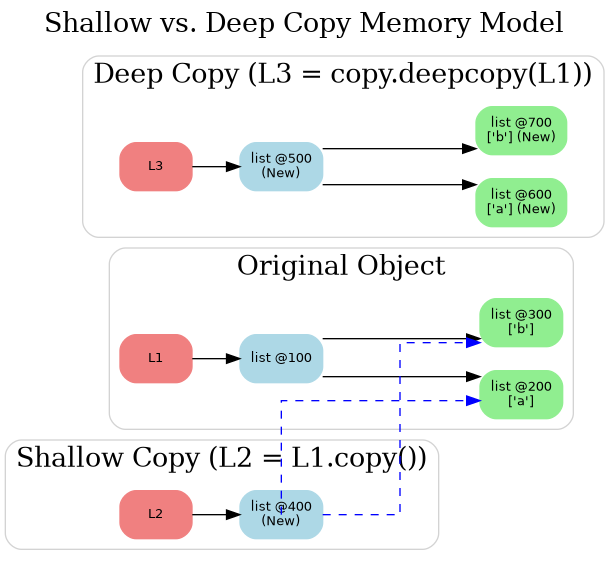 Shallow vs. Deep Copy Memory Model
Deep Copy (L3 = copy.deepcopy(L1))
list @700
['b'] (New)
L3
list @500
(New)
list @600
['a'] (New)
Original Object
list @300
['b']
L1
list @100
list @200
['a']
Shallow Copy (L2 = L1.copy())
L2
list @400
(New)